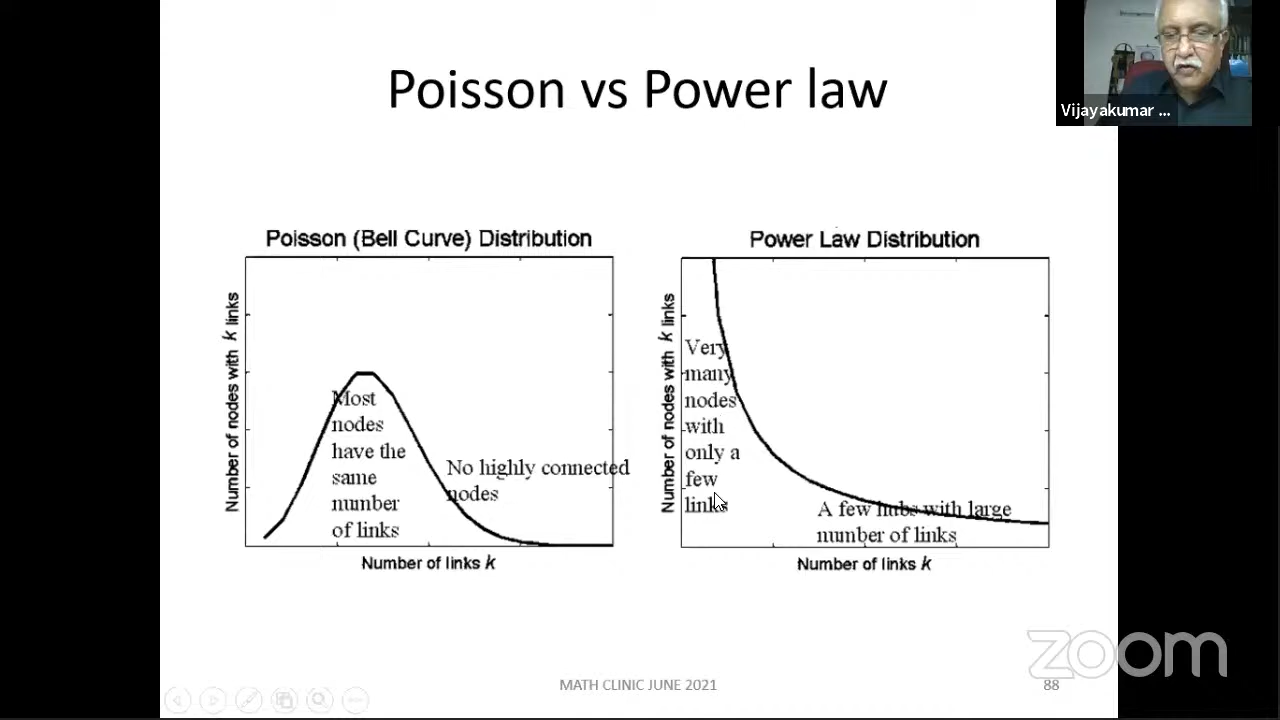 Poisson vs Power law
Vijayakumar ...
Poisson (Bell Curve) Distribution
Number of nodes with k links
Most
nodes
have the
same
number
of links
No highly connected
nodes
Number of links k
Power Law Distribution
Number of nodes with k links
Very
many
nodes
with
only a
few
links
A few hubs with large
number of links
Number of links k
zoom
MATH CLINIC JUNE 2021
88